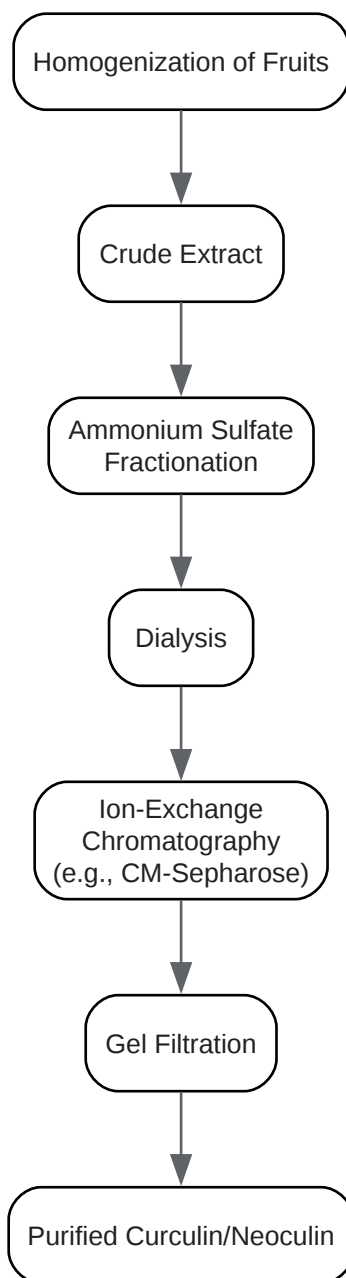 Homogenization of Fruits
Crude Extract
Ammonium Sulfate
Fractionation
Dialysis
Ion-Exchange
Chromatography
(e.g., CM-Sepharose)
Gel Filtration
Purified Curculin/Neoculin